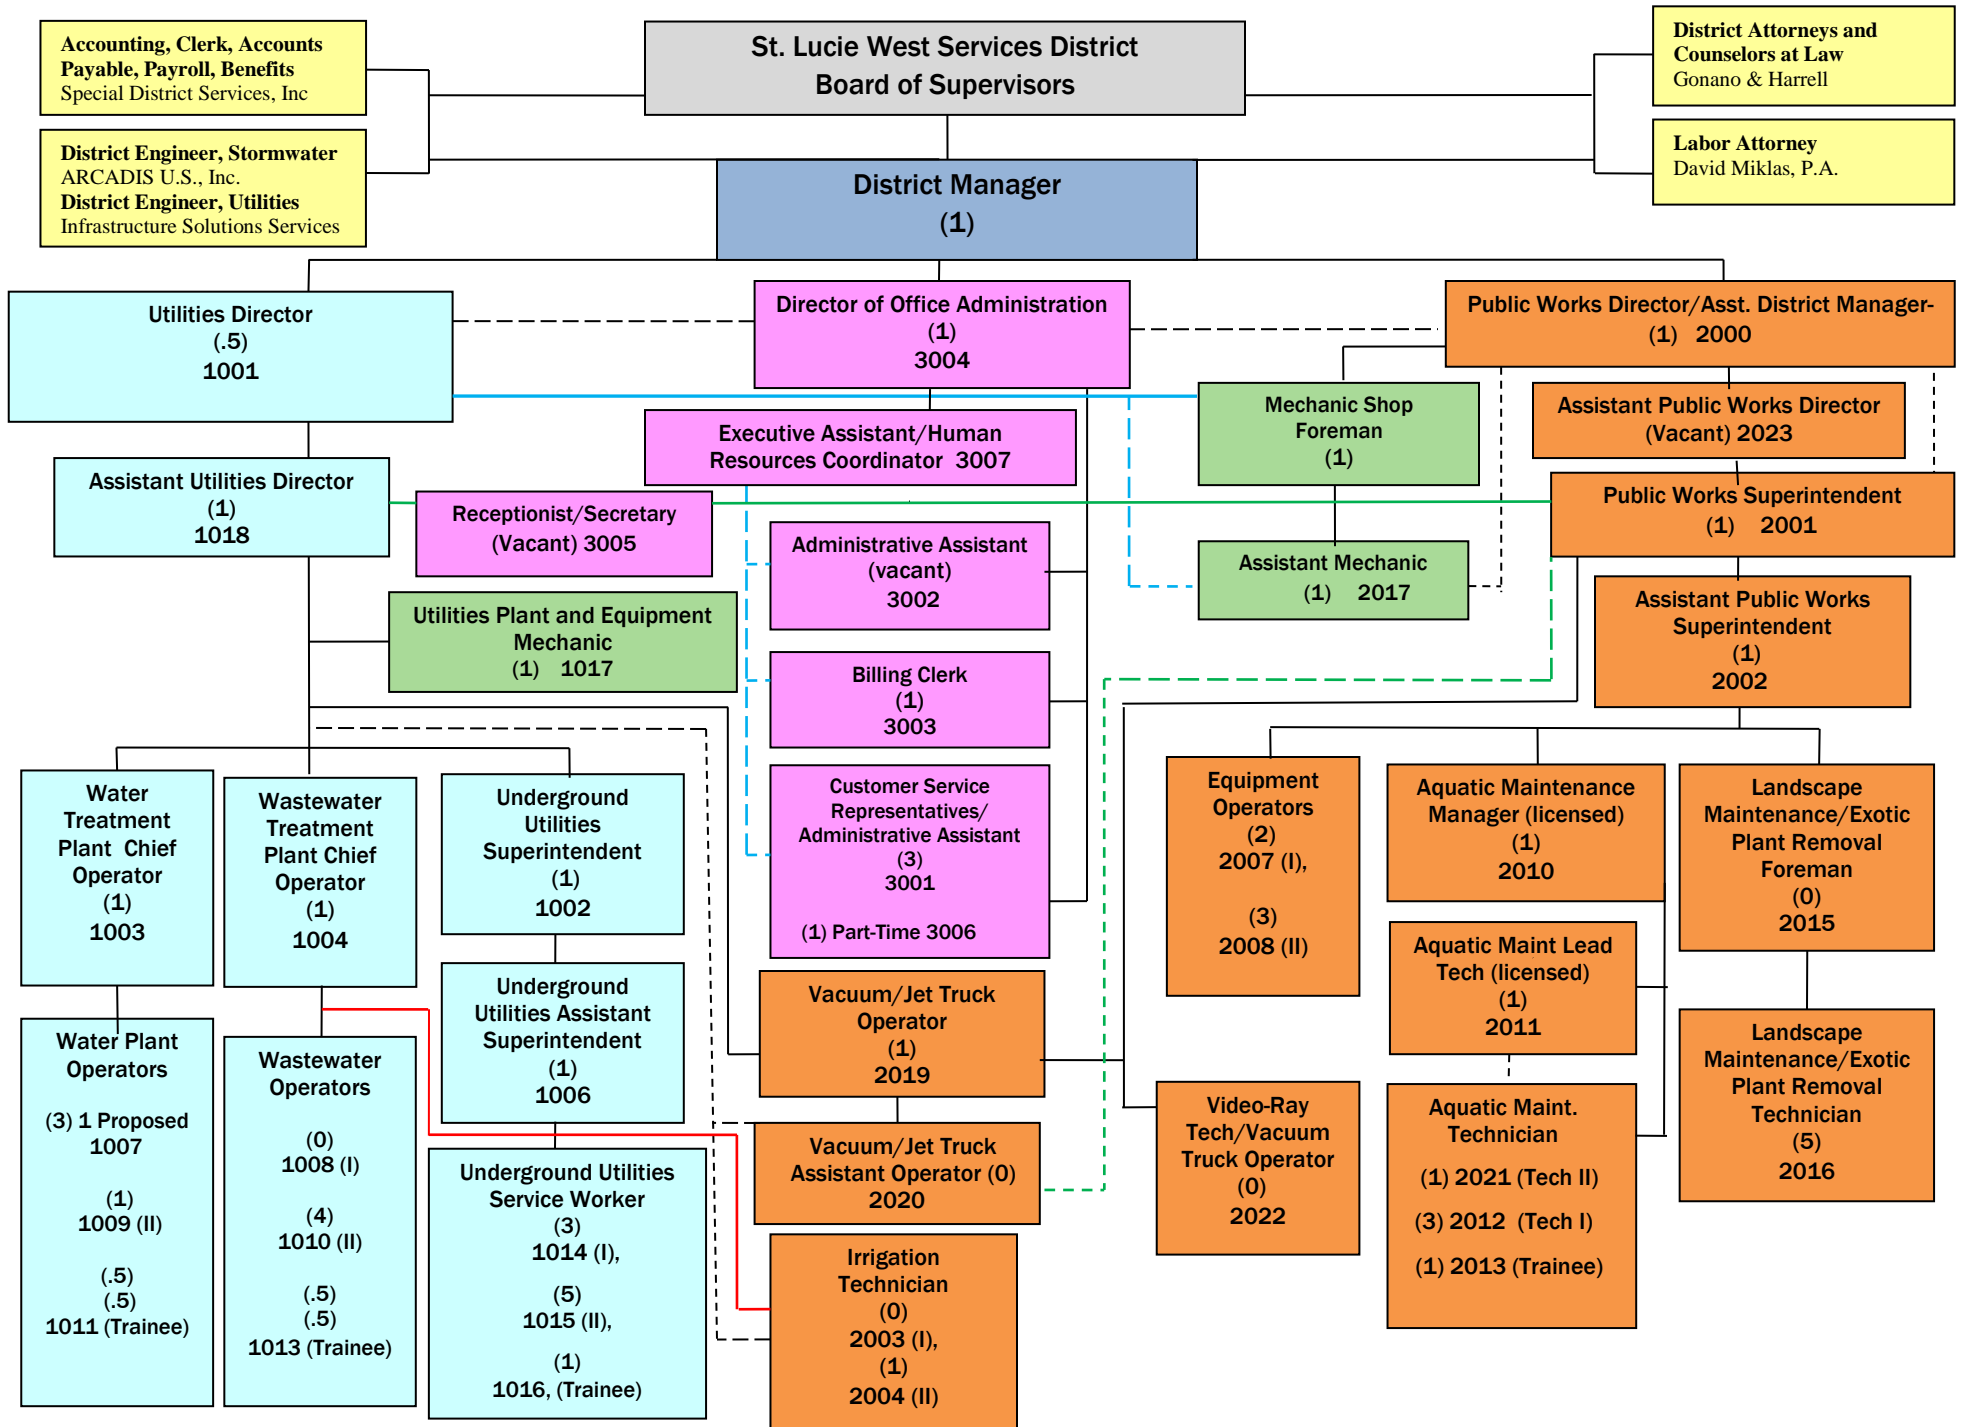 Accounting, Clerk, Accounts
Payable, Payroll, Benefits
Special District Services, Inc
St. Lucie West Services District
Board of Supervisors
District Attorneys and
Counselors at Law
Gonano & Harrell
District Engineer, Stormwater
ARCADIS U.S., Inc.
District Engineer, Utilities
Infrastructure Solutions Services
Labor Attorney
David Miklas, P.A.
District Manager
(1)
Utilities Director
(.5)
1001
Director of Office Administration
(1)
3004
Public Works Director/Asst. District Manager-
(1) 2000
Mechanic Shop
Foreman
(1)
Assistant Public Works Director
(Vacant) 2023
Executive Assistant/Human
Resources Coordinator 3007
Assistant Utilities Director
(1)
1018
Receptionist/Secretary
(Vacant) 3005
Public Works Superintendent
(1) 2001
Administrative Assistant
(vacant)
3002
Assistant Mechanic
(1) 2017
Utilities Plant and Equipment
Mechanic
(1) 1017
Assistant Public Works
Superintendent
(1)
2002
Billing Clerk
(1)
3003
Water
Treatment
Plant Chief
Operator
(1)
1003
Wastewater
Treatment
Plant Chief
Operator
(1)
1004
Underground
Utilities
Superintendent
(1)
1002
Customer Service
Representatives/
Administrative Assistant
(3)
3001
(1) Part-Time 3006
Equipment
Operators
(2)
2007 (I),
(3)
2008 (II)
Aquatic Maintenance
Manager (licensed)
(1)
2010
Landscape
Maintenance/Exotic
Plant Removal
Foreman
(0)
2015
Aquatic Maint Lead
Tech (licensed)
(1)
2011
Underground
Utilities Assistant
Superintendent
(1)
1006
Vacuum/Jet Truck
Operator
(1)
2019
Water Plant
Operators
(3) 1 Proposed
1007
(1)
1009 (II)
(.5)
(.5)
1011 (Trainee)
Wastewater
Operators
(0)
1008 (I)
(4)
1010 (II)
(.5)
(.5)
1013 (Trainee)
Underground Utilities
Service Worker
(3)
1014 (I),
(5)
1015 (II),
(1)
1016, (Trainee)
Vacuum/Jet Truck
Assistant Operator (0)
2020
Video-Ray
Tech/Vacuum
Truck Operator
(0)
2022
Aquatic Maint.
Technician
(1) 2021 (Tech II)
(3) 2012 (Tech I)
(1) 2013 (Trainee)
Landscape
Maintenance/Exotic
Plant Removal
Technician
(5)
2016
Irrigation
Technician
(0)
2003 (I),
(1)
2004 (II)